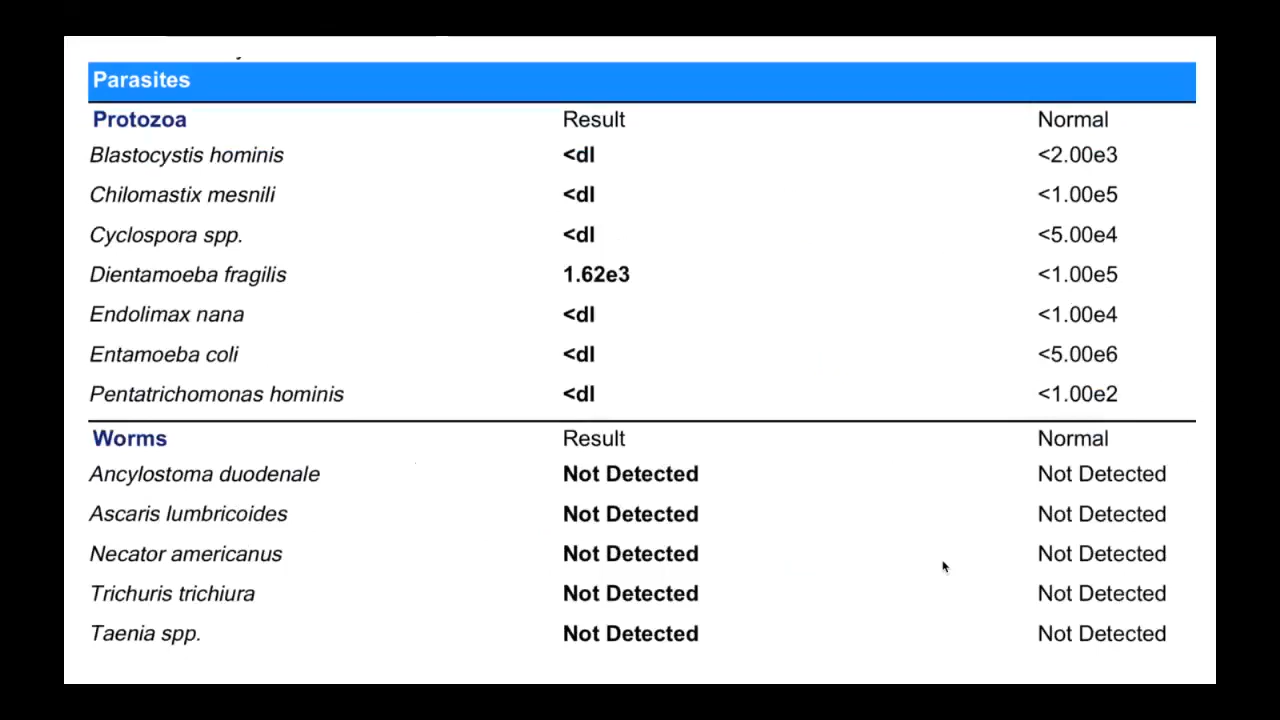 Parasites
Protozoa Result Normal
Blastocystis hominis <dl <2.00e3
Chilomastix mesnili <dl <1.00e5
Cyclospora spp. <dl <5.00e4
Dientamoeba fragilis 1.62e3 <1.00e5
Endolimax nana <dl <1.00e4
Entamoeba coli <dl <5.00e6
Pentatrichomonas hominis <dl <1.00e2
Worms Result Normal
Ancylostoma duodenale Not Detected Not Detected
Ascaris lumbricoides Not Detected Not Detected
Necator americanus Not Detected Not Detected
Trichuris trichiura Not Detected Not Detected
Taenia spp. Not Detected Not Detected